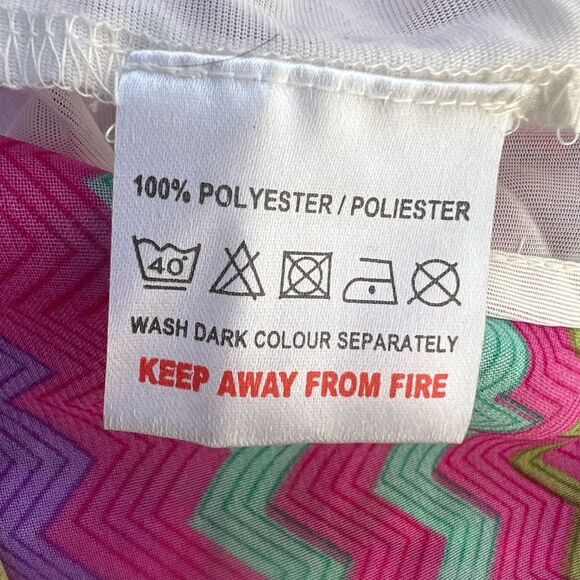 100% POLYESTER / POLIESTER
40°
WASH DARK COLOUR SEPARATELY
KEEP AWAY FROM FIRE